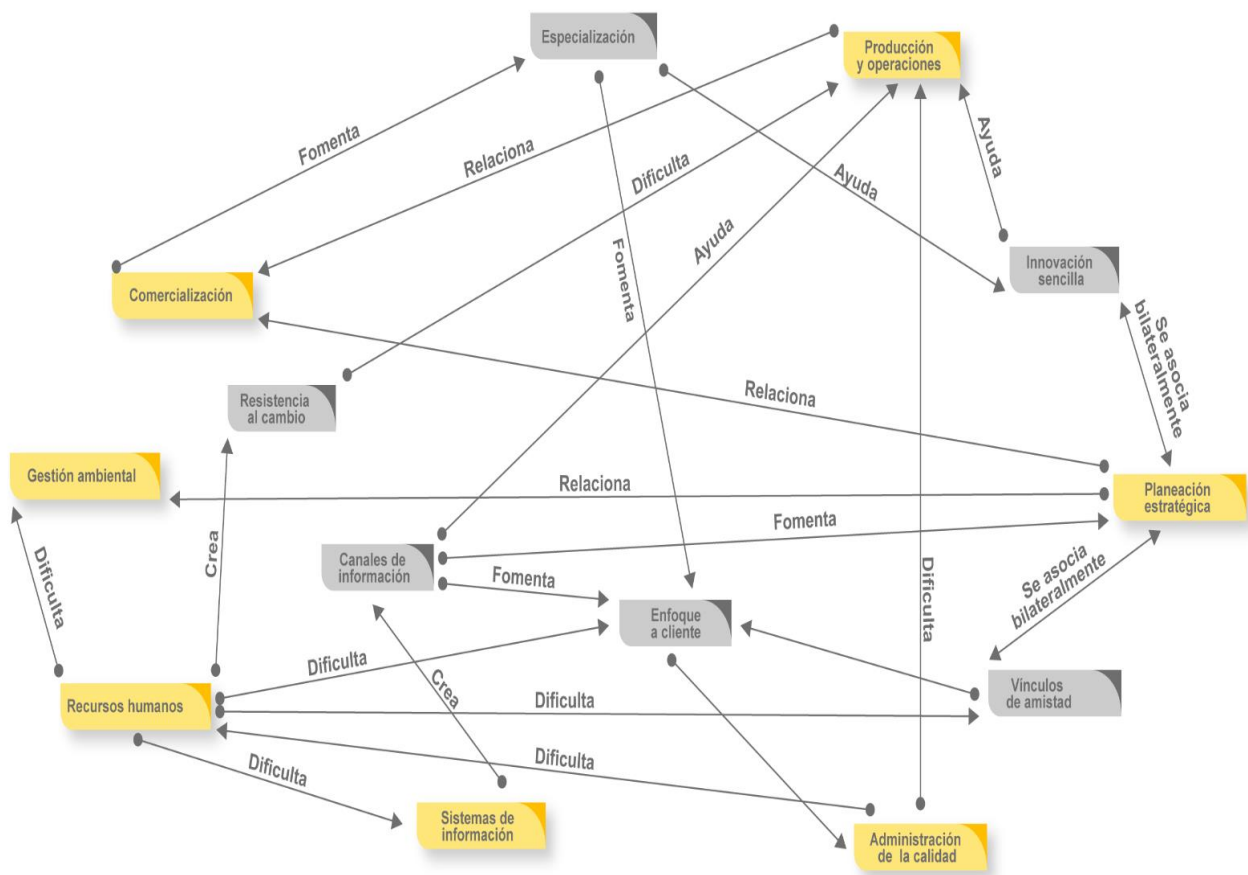 Especialización
Producción
y operaciones
Fomenta
Relaciona
Dificulta
Ayuda
Ayuda
Ayuda
Fomenta
Innovación
sencilla
Comercialización
Se asocia
bilateralmente
Resistencia
al cambio
Relaciona
Gestión ambiental
Relaciona
Planeación
estratégica
Crea
Fomenta
Canales de
información
Dificulta
Fomenta
Dificulta
Se asocia
bilateralmente
Enfoque
a cliente
Dificulta
Crea
Recursos humanos
Dificulta
Vinculos
de amistad
Dificulta
Dificulta
Sistemas de
información
Administración
de la calidad